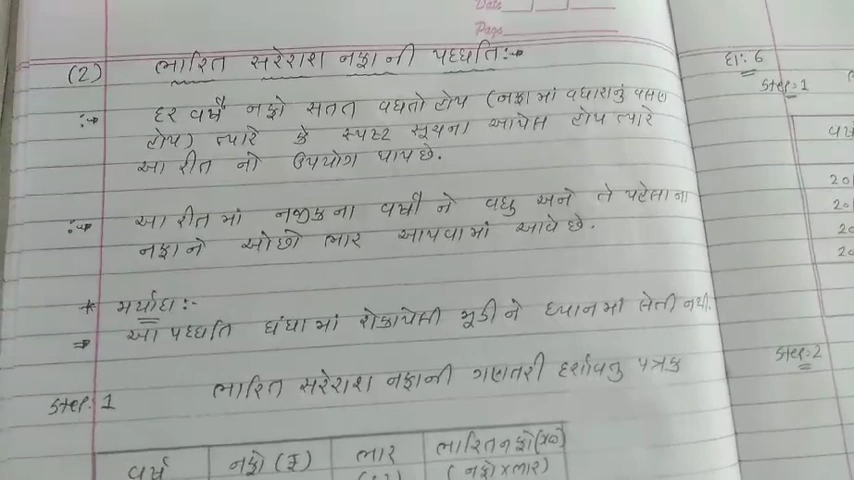 Date
Page
(2) ભારિત સરેરાશ નફાની પધ્ધતિ:→
:→ દર વર્ષે નફો સતત વધતો હોય (નફામાં વધારાનું વલણ
હોય) ત્યારે કે સ્પષ્ટ સૂચના આપેલ હોય ત્યારે
આ રીત નો ઉપયોગ થાય છે.
:→ આ રીત માં નજીકના વર્ષો ને વધુ અને તે પહેલાના
નફાને ઓછો ભાર આપવામાં આવે છે.
* મર્યાદા :-
⇒ આ પધ્ધતિ ધંધામાં રોકાયેલી મૂડીને ધ્યાનમાં લેતી નથી.
Step: 1 ભારિત સરેરાશ નફાની ગણતરી દર્શાવતુ પત્રક
વર્ષ નફો (રૂ) ભાર ભારિત નફો (રૂ)
(નફો × ભાર)
દા: 6
Step: 1
વર્ષ
Step: 2